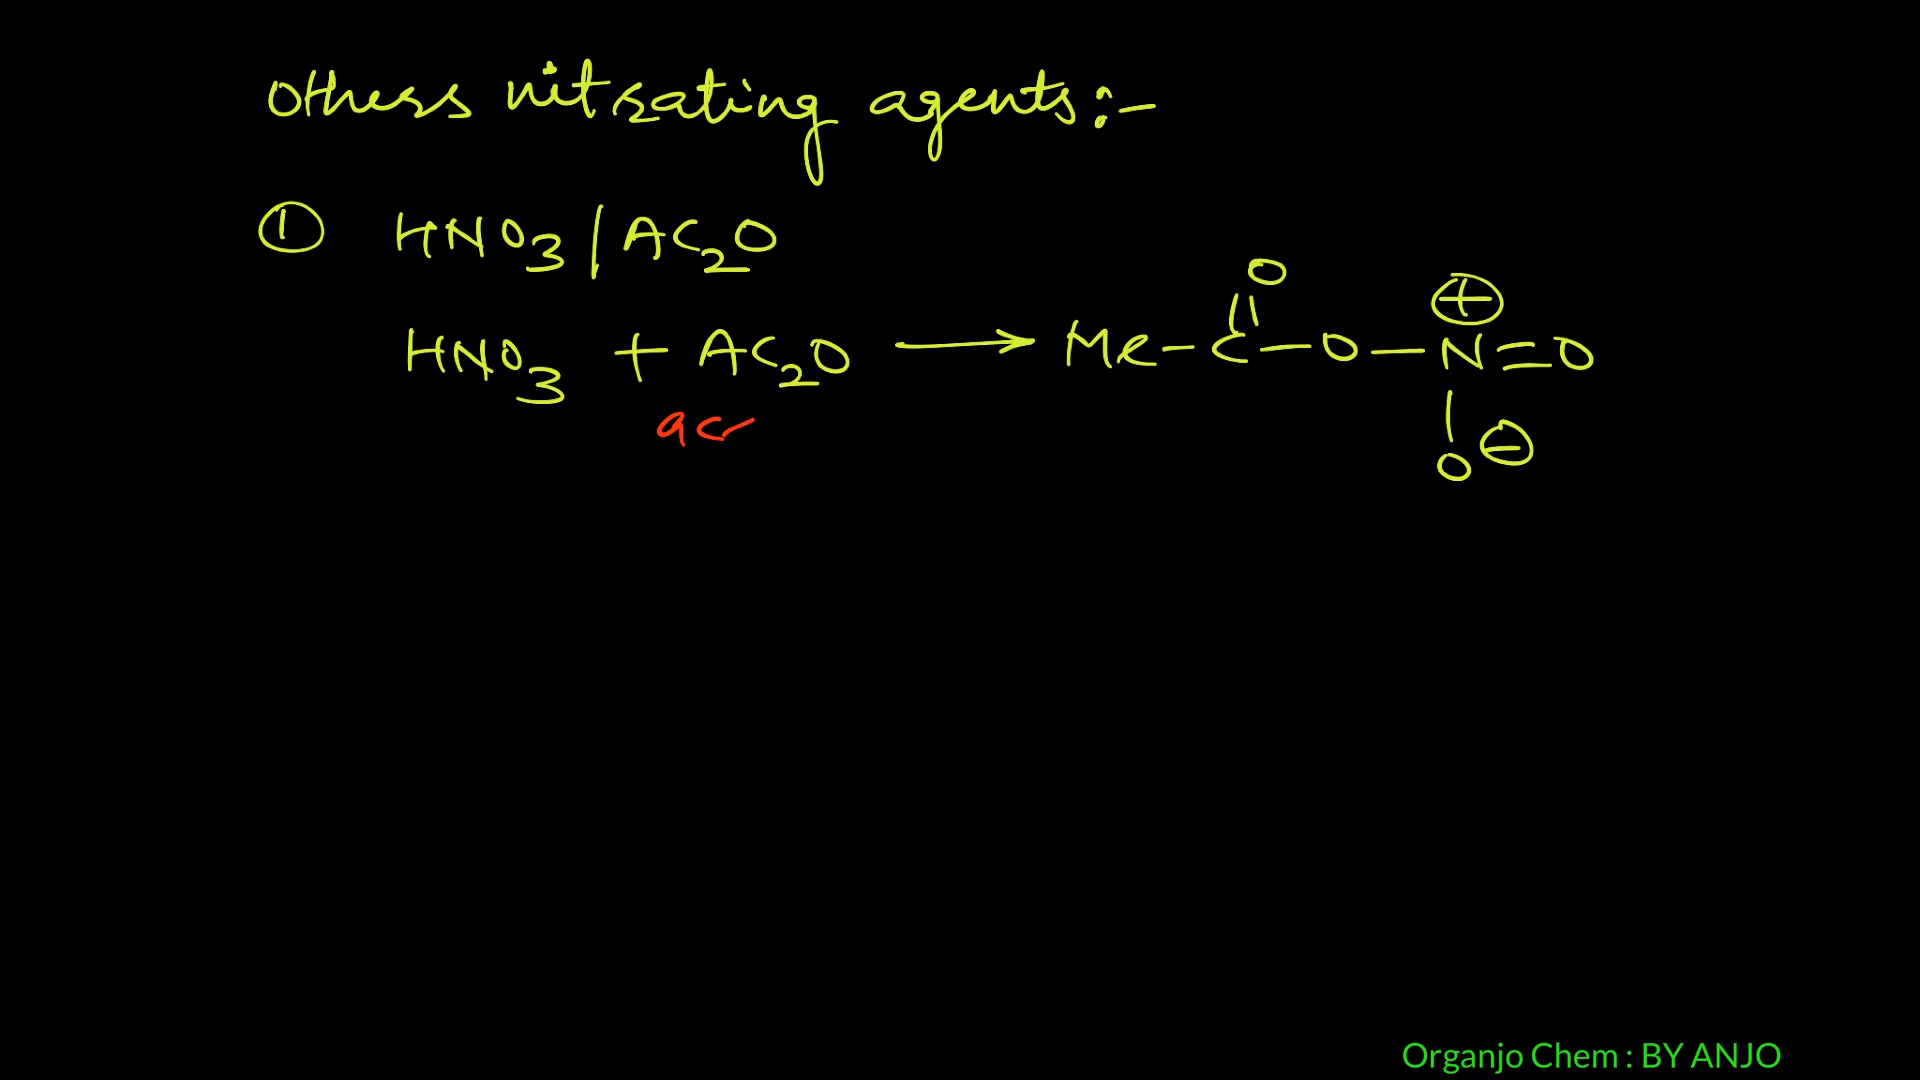 others nitrating agents:-
① HNO3 / AC2O
O
HNO3 + AC2O → Me-C-O-N=O
⊕
ac
O ⊖
Organjo Chem : BY ANJO